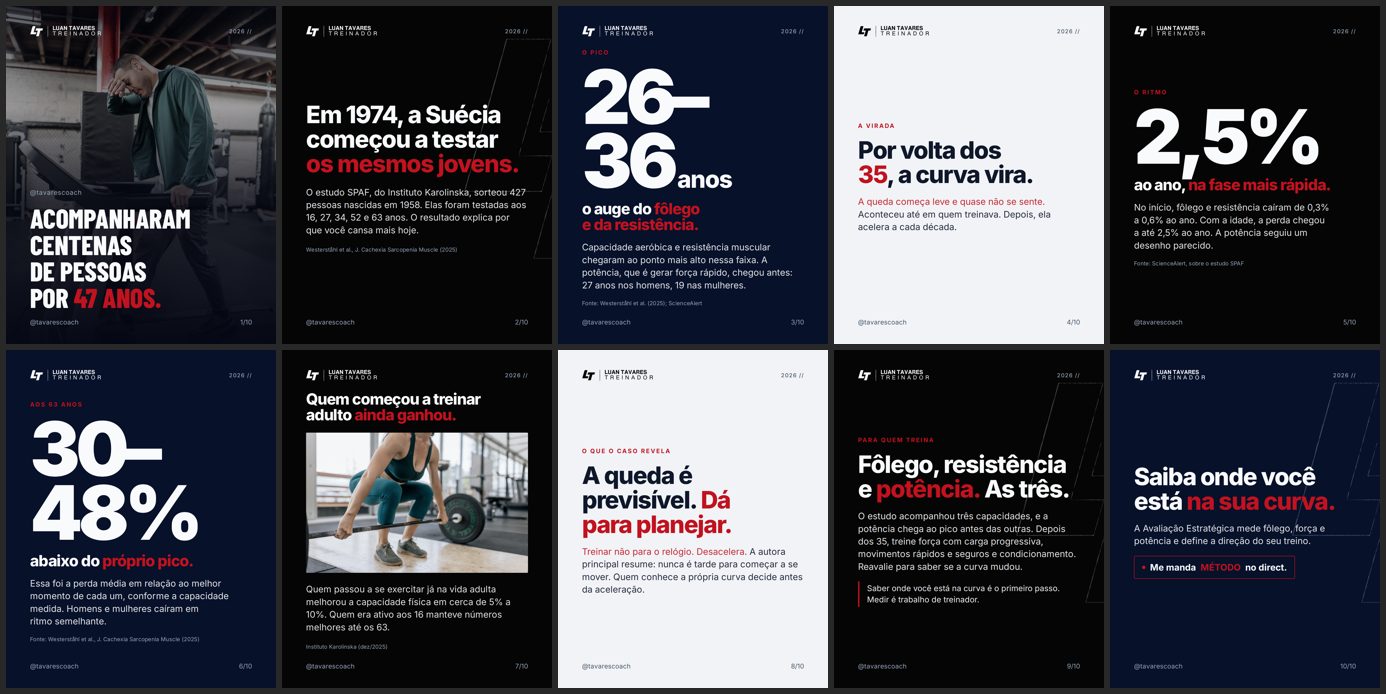 LT LUAN TAVARES
TREINADOR
2026 //
@tavarescoach
ACOMPANHARAM
CENTENAS
DE PESSOAS
POR 47 ANOS.
@tavarescoach
1/10
LT LUAN TAVARES
TREINADOR
2026 //
Em 1974, a Suécia
começou a testar
os mesmos jovens.
O estudo SPAF, do Instituto Karolinska, sorteou 427
pessoas nascidas em 1958. Elas foram testadas aos
16, 27, 34, 52 e 63 anos. O resultado explica por
que você cansa mais hoje.
Westerståhl et al., J. Cachexia Sarcopenia Muscle (2025)
@tavarescoach
2/10
LT LUAN TAVARES
TREINADOR
2026 //
O PICO
26–
36 anos
o auge do fôlego
e da resistência.
Capacidade aeróbica e resistência muscular
chegaram ao ponto mais alto nessa faixa. A
potência, que é gerar força rápido, chegou antes:
27 anos nos homens, 19 nas mulheres.
Fonte: Westerståhl et al. (2025); ScienceAlert
@tavarescoach
3/10
LT LUAN TAVARES
TREINADOR
2026 //
A VIRADA
Por volta dos
35, a curva vira.
A queda começa leve e quase não se sente.
Aconteceu até em quem treinava. Depois, ela
acelera a cada década.
@tavarescoach
4/10
LT LUAN TAVARES
TREINADOR
2026 //
O RITMO
2,5%
ao ano, na fase mais rápida.
No início, fôlego e resistência caíram de 0,3%
a 0,6% ao ano. Com a idade, a perda chegou
a até 2,5% ao ano. A potência seguiu um
desenho parecido.
Fonte: ScienceAlert, sobre o estudo SPAF
@tavarescoach
5/10
LT LUAN TAVARES
TREINADOR
2026 //
AOS 63 ANOS
30–
48%
abaixo do próprio pico.
Essa foi a perda média em relação ao melhor
momento de cada um, conforme a capacidade
medida. Homens e mulheres caíram em
ritmo semelhante.
Fonte: Westerståhl et al., J. Cachexia Sarcopenia Muscle (2025)
@tavarescoach
6/10
LT LUAN TAVARES
TREINADOR
2026 //
Quem começou a treinar
adulto ainda ganhou.
Quem passou a se exercitar já na vida adulta
melhorou a capacidade física em cerca de 5% a
10%. Quem era ativo aos 16 manteve números
melhores até os 63.
Instituto Karolinska (dez/2025)
@tavarescoach
7/10
LT LUAN TAVARES
TREINADOR
2026 //
O QUE O CASO REVELA
A queda é
previsível. Dá
para planejar.
Treinar não para o relógio. Desacelera. A autora
principal resume: nunca é tarde para começar a se
mover. Quem conhece a própria curva decide antes
da aceleração.
@tavarescoach
8/10
LT LUAN TAVARES
TREINADOR
2026 //
PARA QUEM TREINA
Fôlego, resistência
e potência. As três.
O estudo acompanhou três capacidades, e a
potência chega ao pico antes das outras. Depois
dos 35, treine força com carga progressiva,
movimentos rápidos e seguros e condicionamento.
Reavalie para saber se a curva mudou.
Saber onde você está na curva é o primeiro passo.
Medir é trabalho de treinador.
@tavarescoach
9/10
LT LUAN TAVARES
TREINADOR
2026 //
Saiba onde você
está na sua curva.
A Avaliação Estratégica mede fôlego, força e
potência e define a direção do seu treino.
Me manda MÉTODO no direct.
@tavarescoach
10/10